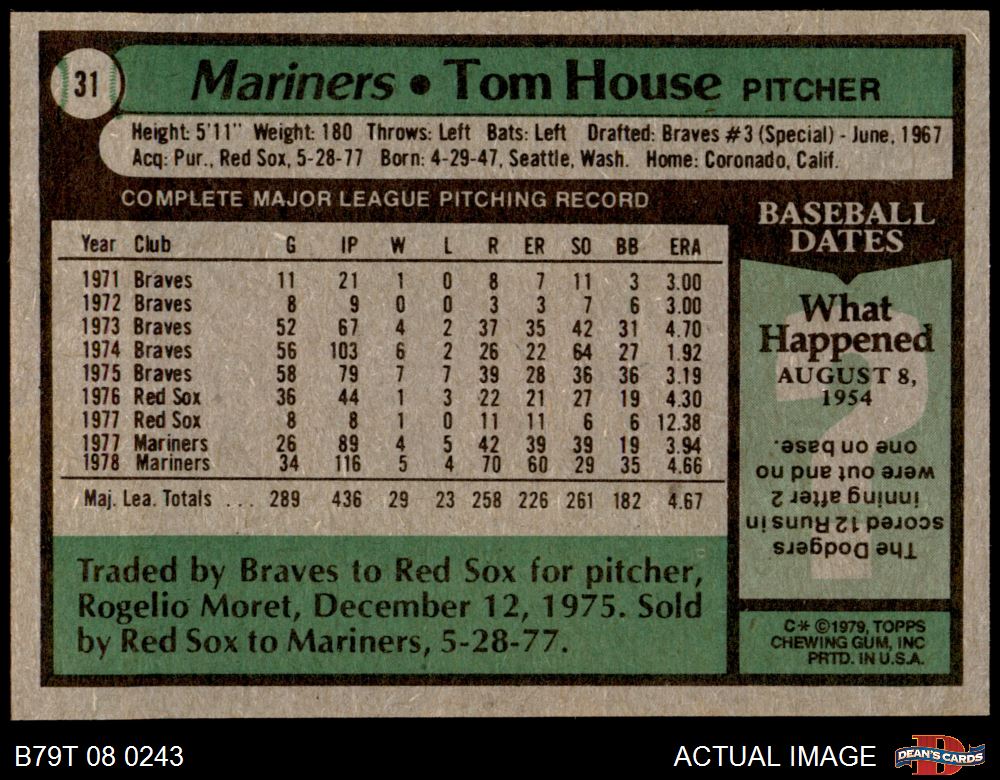 31
Mariners • Tom House PITCHER
Height: 5'11" Weight: 180 Throws: Left Bats: Left Drafted: Braves #3 (Special) - June, 1967
Acq: Pur., Red Sox, 5-28-77 Born: 4-29-47, Seattle, Wash. Home: Coronado, Calif.
COMPLETE MAJOR LEAGUE PITCHING RECORD
Year Club G IP W L R ER SO BB ERA
1971 Braves 11 21 1 0 8 7 11 3 3.00
1972 Braves 8 9 0 0 3 3 7 6 3.00
1973 Braves 52 67 4 2 37 35 42 31 4.70
1974 Braves 56 103 6 2 26 22 64 27 1.92
1975 Braves 58 79 7 7 39 28 36 36 3.19
1976 Red Sox 36 44 1 3 22 21 27 19 4.30
1977 Red Sox 8 8 1 0 11 11 6 6 12.38
1977 Mariners 26 89 4 5 42 39 39 19 3.94
1978 Mariners 34 116 5 4 70 60 29 35 4.66
Maj. Lea. Totals ... 289 436 29 23 258 226 261 182 4.67
Traded by Braves to Red Sox for pitcher,
Rogelio Moret, December 12, 1975. Sold
by Red Sox to Mariners, 5-28-77.
BASEBALL
DATES
What
Happened
AUGUST 8,
1954
The Dodgers
scored 12 Runs in
inning after 2
were out and no
one on base.
C* ©1979, TOPPS
CHEWING GUM, INC
PRTD. IN U.S.A.
B79T 08 0243
ACTUAL IMAGE
D
DEAN'S CARDS